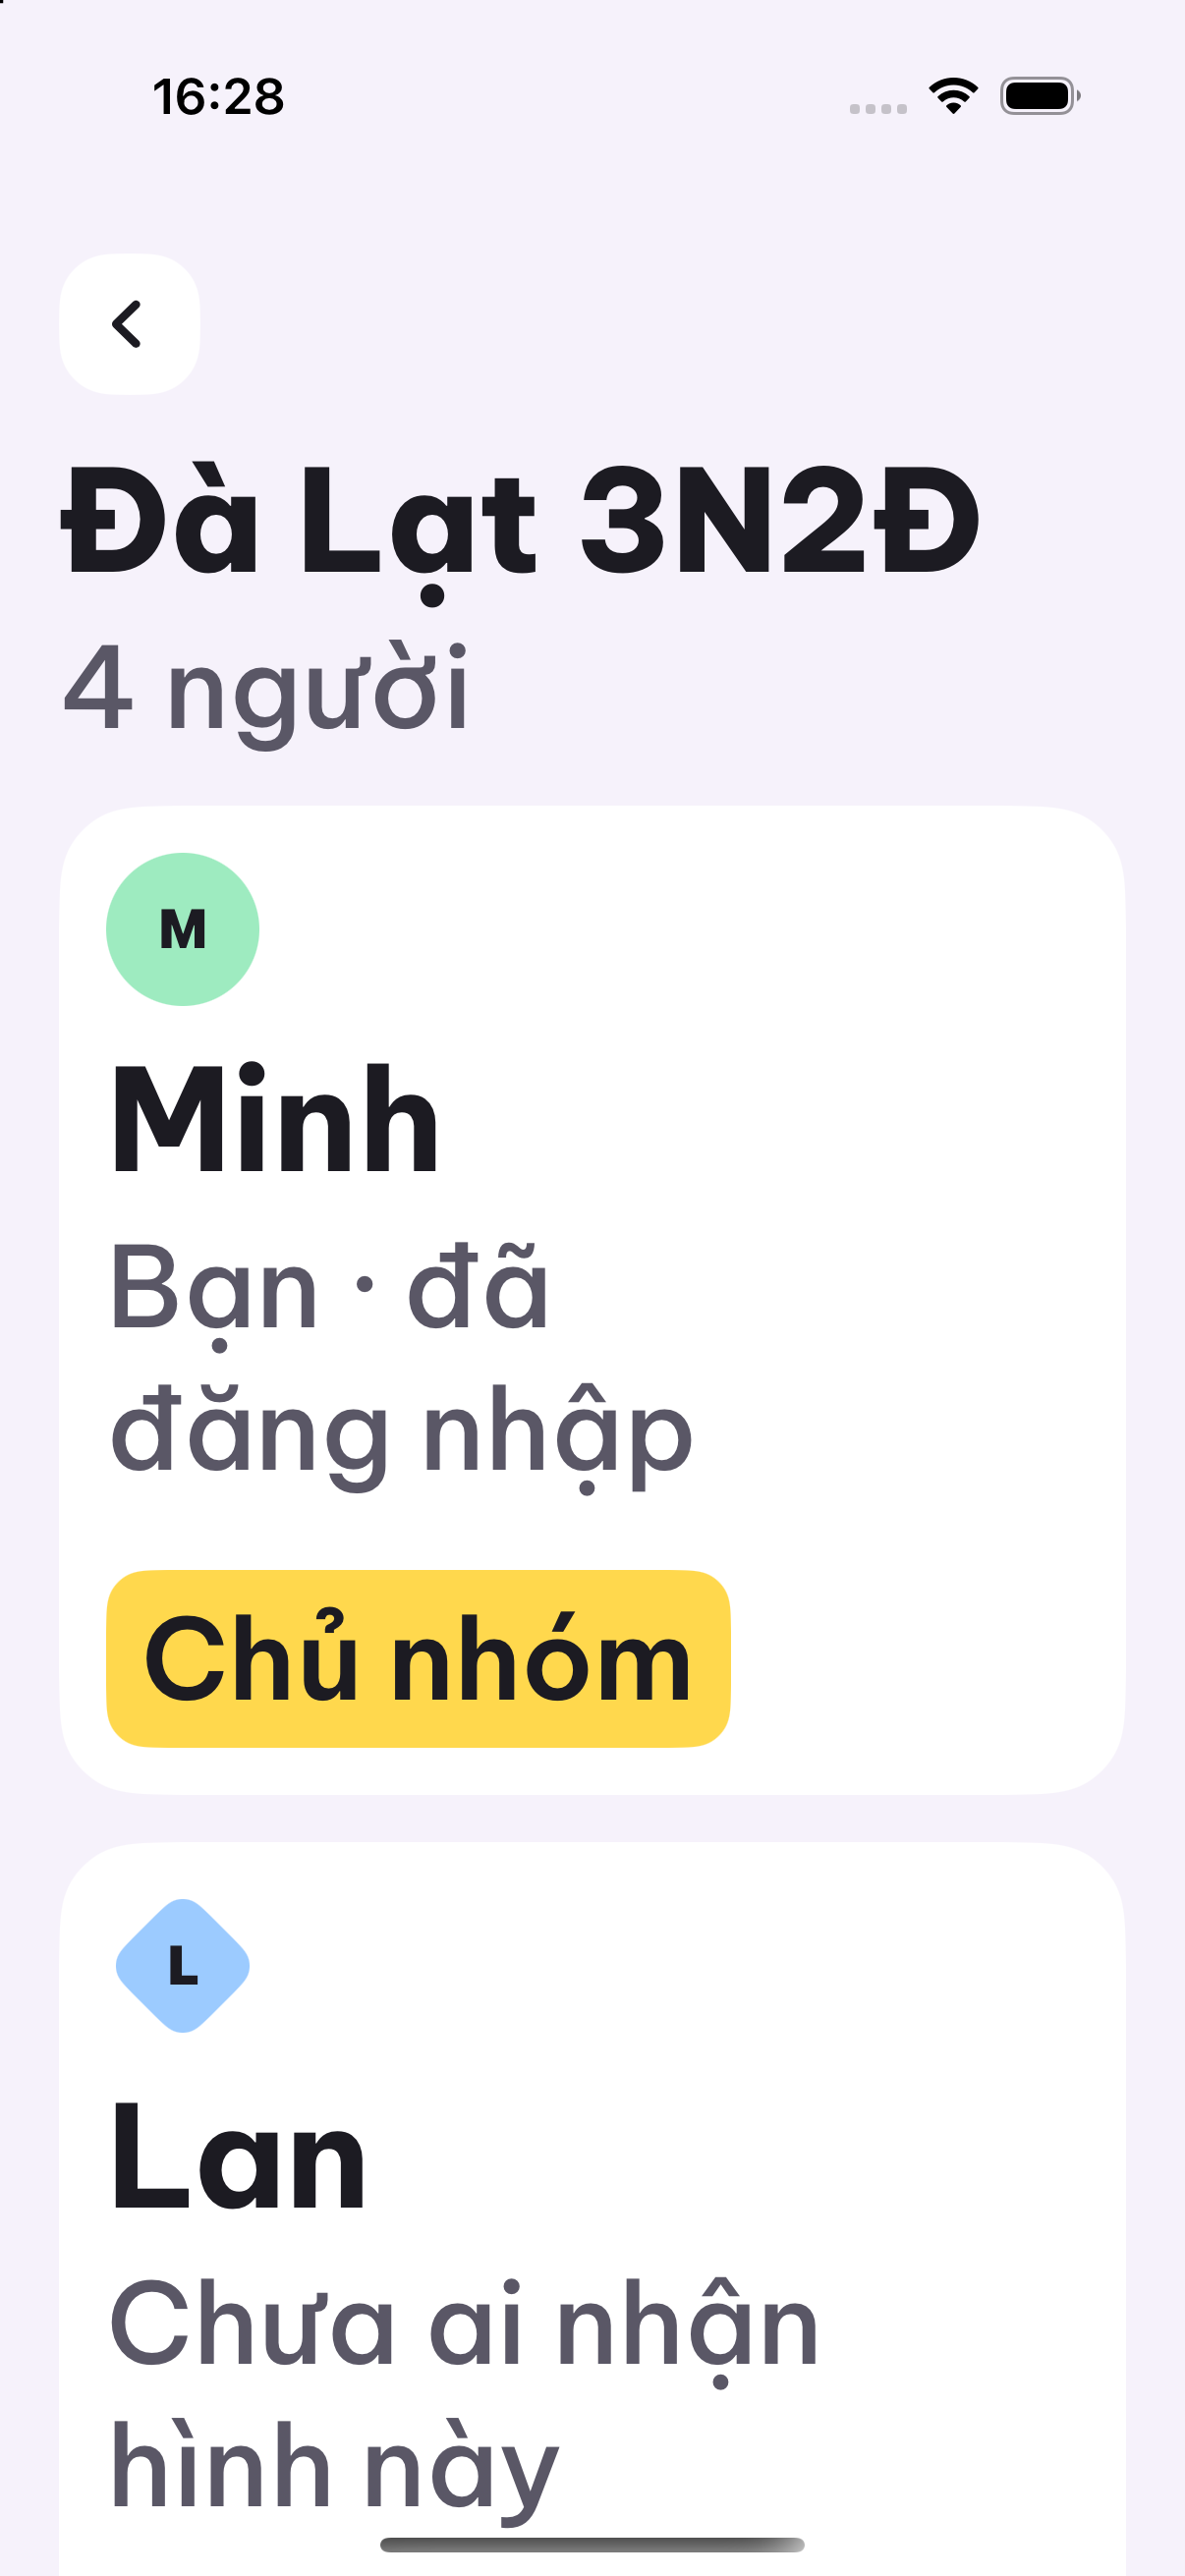 16:28
Đà Lạt 3N2Đ
4 người
M
Minh
Bạn · đã
đăng nhập
Chủ nhóm
L
Lan
Chưa ai nhận
hình này